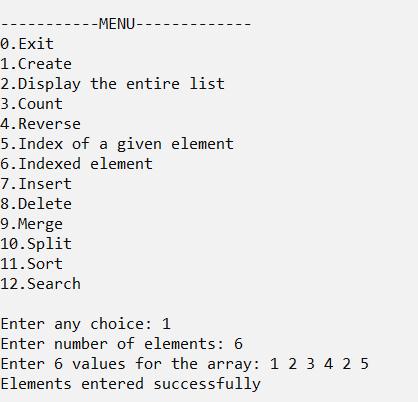 -----------MENU-------------
0.Exit
1.Create
2.Display the entire list
3.Count
4.Reverse
5.Index of a given element
6.Indexed element
7.Insert
8.Delete
9.Merge
10.Split
11.Sort
12.Search
Enter any choice: 1
Enter number of elements: 6
Enter 6 values for the array: 1 2 3 4 2 5
Elements entered successfully